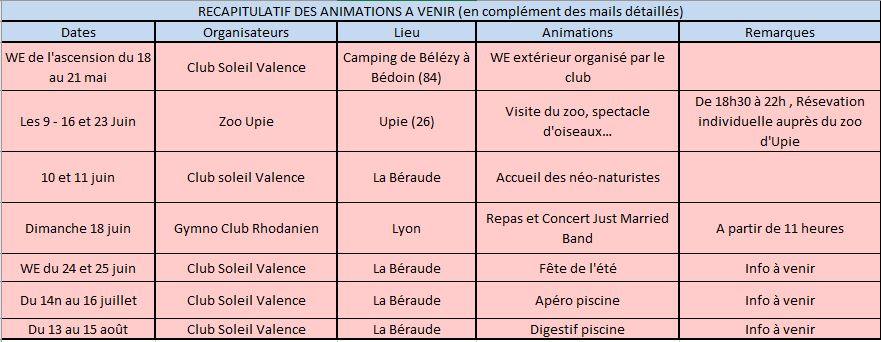 RECAPITULATIF DES ANIMATIONS A VENIR (en complément des mails détaillés)
Dates Organisateurs Lieu Animations Remarques
WE de l'ascension du 18 au 21 mai Club Soleil Valence Camping de Bélézy à Bédoin (84) WE extérieur organisé par le club
Les 9 - 16 et 23 Juin Zoo Upie Upie (26) Visite du zoo, spectacle d'oiseaux... De 18h30 à 22h , Résevation individuelle auprès du zoo d'Upie
10 et 11 juin Club soleil Valence La Béraude Accueil des néo-naturistes
Dimanche 18 juin Gymno Club Rhodanien Lyon Repas et Concert Just Married Band A partir de 11 heures
WE du 24 et 25 juin Club Soleil Valence La Béraude Fête de l'été Info à venir
Du 14n au 16 juillet Club Soleil Valence La Béraude Apéro piscine Info à venir
Du 13 au 15 août Club Soleil Valence La Béraude Digestif piscine Info à venir